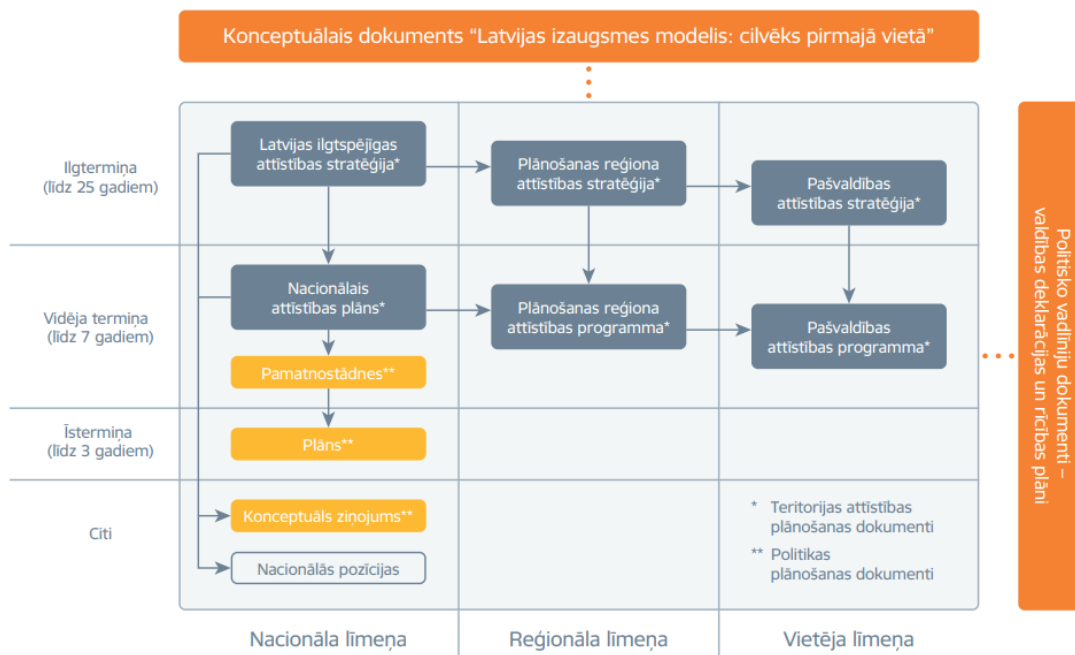 Konceptuālais dokuments “Latvijas izaugsmes modelis: cilvēks pirmajā vietā”
Ilgtermiņa
(līdz 25 gadiem)
Latvijas ilgtspējīgas
attīstības stratēģija*
Plānošanas reģiona
attīstības stratēģija*
Pašvaldības
attīstības stratēģija*
Vidēja termiņa
(līdz 7 gadiem)
Nacionālais
attīstības plāns*
Plānošanas reģiona
attīstības programma*
Pašvaldības
attīstības programma*
Pamatnostādnes**
Īstermiņa
(līdz 3 gadiem)
Plāns**
Citi
Konceptuāls ziņojums**
Nacionālās pozīcijas
* Teritorijas attīstības
plānošanas dokumenti
** Politikas
plānošanas dokumenti
Nacionāla līmeņa
Reģionāla līmeņa
Vietēja līmeņa
Politisko vadlīniju dokumenti –
valdības deklarācijas un rīcības plāni